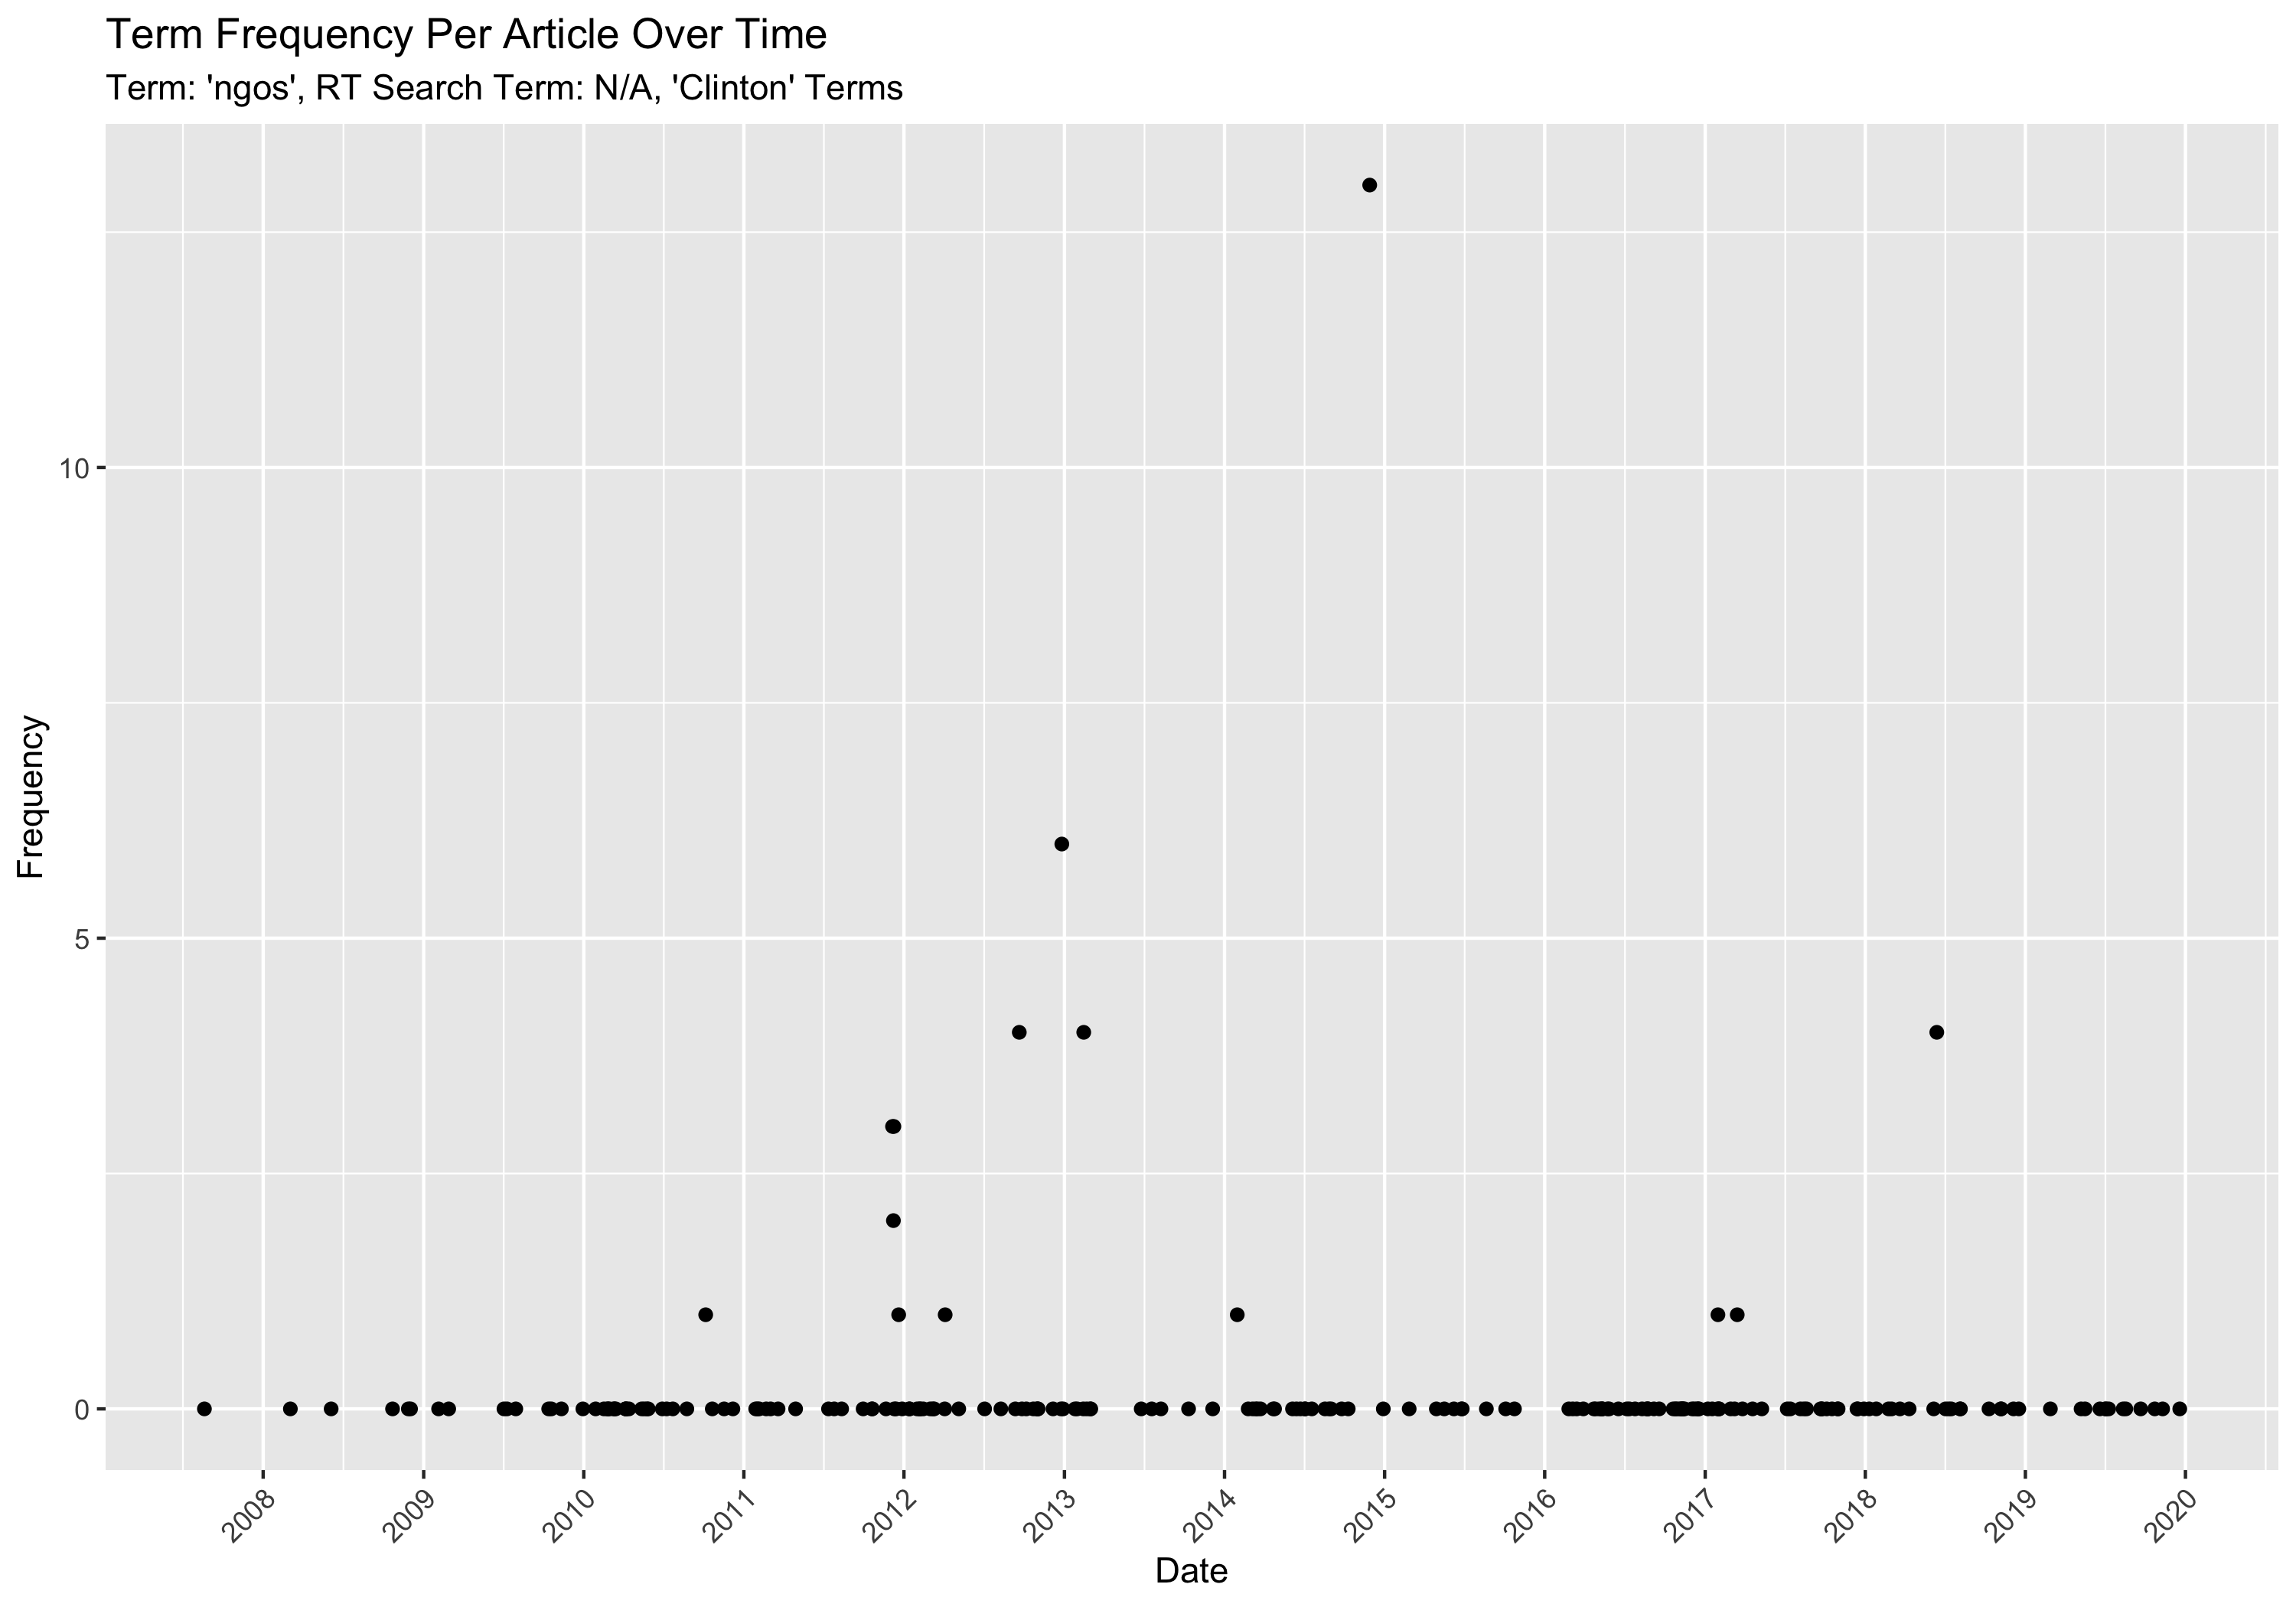 Term Frequency Per Article Over Time
Term: 'ngos', RT Search Term: N/A, 'Clinton' Terms
Frequency
10
5
0
2008 2009 2010 2011 2012 2013 2014 2015 2016 2017 2018 2019 2020
Date